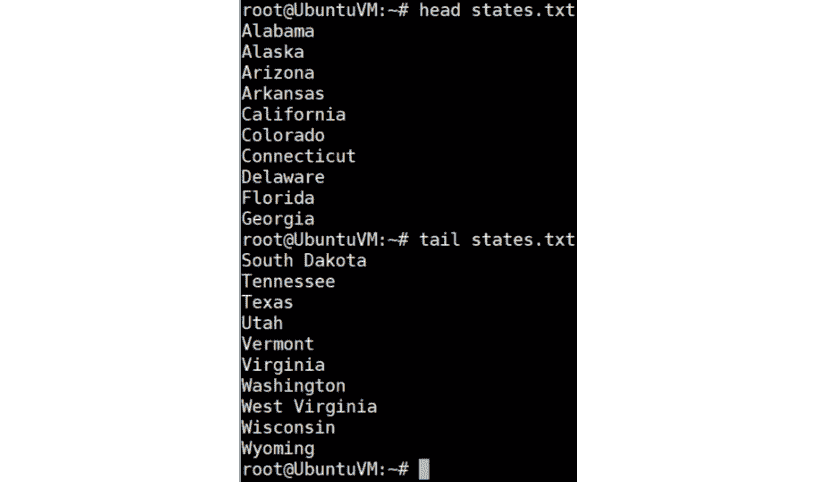 root@UbuntuVM:~# head states.txt
Alabama
Alaska
Arizona
Arkansas
California
Colorado
Connecticut
Delaware
Florida
Georgia
root@UbuntuVM:~# tail states.txt
South Dakota
Tennessee
Texas
Utah
Vermont
Virginia
Washington
West Virginia
Wisconsin
Wyoming
root@UbuntuVM:~#